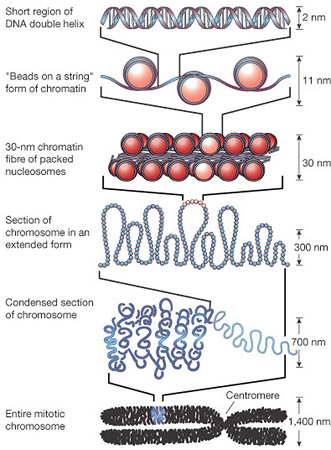 Short region of
DNA double helix
2 nm
"Beads on a string"
form of chromatin
11 nm
30-nm chromatin
fibre of packed
nucleosomes
30 nm
Section of
chromosome in an
extended form
300 nm
Condensed section
of chromosome
700 nm
Centromere
Entire mitotic
chromosome
1,400 nm